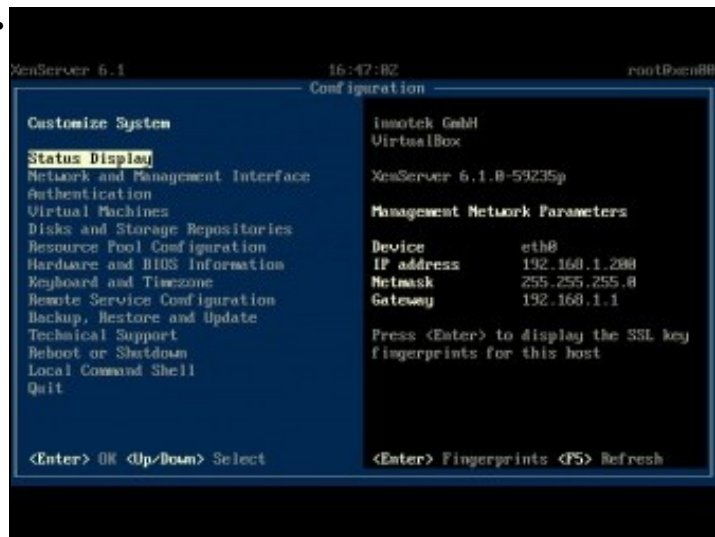 XenServer 6.1 16:47:02 root@xen00
Configuration
Customize System
Status Display
Network and Management Interface
Authentication
Virtual Machines
Disks and Storage Repositories
Resource Pool Configuration
Hardware and BIOS Information
Keyboard and Timezone
Remote Service Configuration
Backup, Restore and Update
Technical Support
Reboot or Shutdown
Local Command Shell
Quit
<Enter> OK <Up/Down> Select
innotek GmbH
VirtualBox
XenServer 6.1.0-59235p
Management Network Parameters
Device eth0
IP address 192.168.1.200
Netmask 255.255.255.0
Gateway 192.168.1.1
Press <Enter> to display the SSL key
fingerprints for this host
<Enter> Fingerprints <F5> Refresh